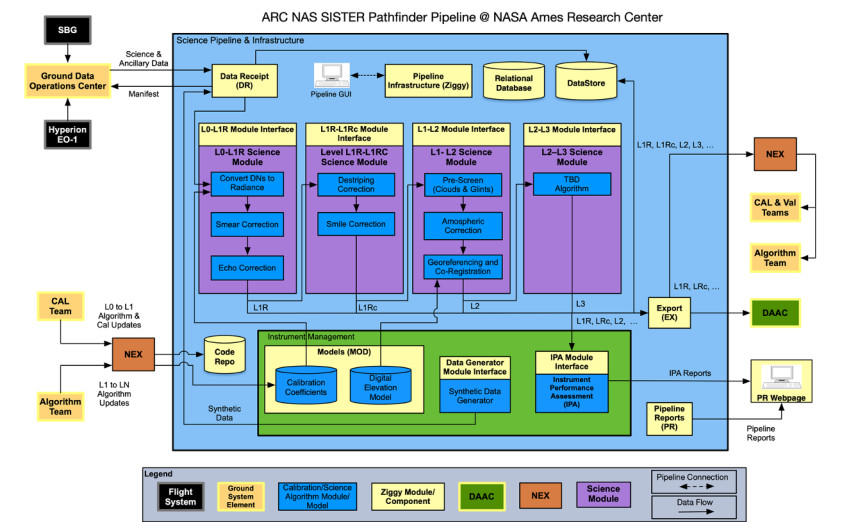 ARC NAS SISTER Pathfinder Pipeline @ NASA Ames Research Center
SBG
Science &
Ancillary Data
Ground Data
Operations Center
Manifest
Hyperion
EO-1
Science Pipeline & Infrastructure
Data Receipt
(DR)
Pipeline GUI
Pipeline
Infrastructure (Ziggy)
Relational
Database
DataStore
L0-L1R Module Interface
L0-L1R Science
Module
Convert DNs to
Radiance
Smear Correction
Echo Correction
L1R-L1Rc Module
Interface
Level L1R-L1RC
Science Module
Destriping
Correction
Smile Correction
L1-L2 Module Interface
L1- L2 Science
Module
Pre-Screen
(Clouds & Glints)
Amospheric
Correction
Georeferencing and
Co-Registration
L2-L3 Module Interface
L2–L3 Science
Module
TBD
Algorithm
L1R, L1Rc, L2, L3, ...
NEX
CAL & Val
Teams
Algorithm
Team
L1R
L1Rc
L2
L3
L1R, LRc, ...
Export
(EX)
DAAC
L1R, LRc, L2, ...
CAL
Team
L0 to L1
Algorithm &
Cal Updates
NEX
Code
Repo
Algorithm
Team
L1 to LN
Algorithm
Updates
Synthetic
Data
Instrument Management
Models (MOD)
Calibration
Coefficients
Digital
Elevation
Model
Data Generator
Module Interface
Synthetic Data
Generator
IPA Module
Interface
Instrument
Performance
Assessment
(IPA)
IPA Reports
PR Webpage
Pipeline
Reports
(PR)
Pipeline
Reports
Legend
Flight
System
Ground
System
Element
Calibration/Science
Algorithm Module/
Model
Ziggy Module/
Component
DAAC
NEX
Science
Module
Pipeline Connection
Data Flow